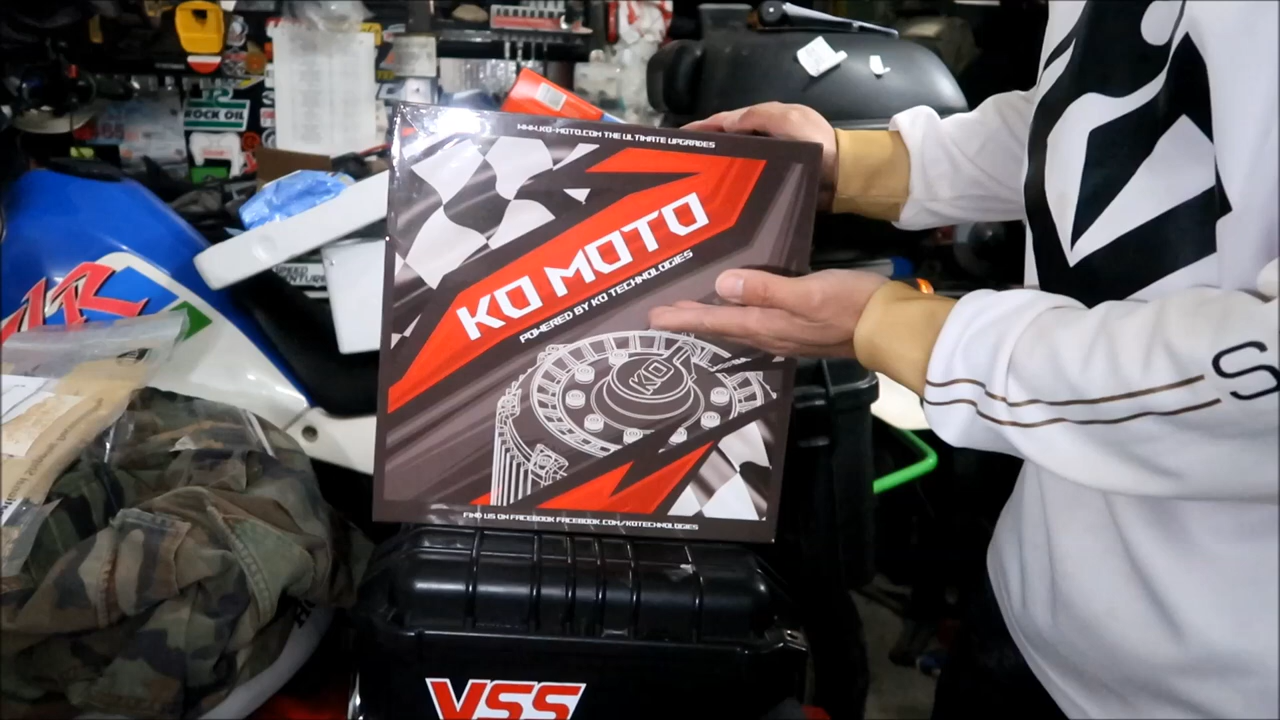 WWW.KO-MOTO.COM THE ULTIMATE UPGRADES
ROCK OIL
KO MOTO
POWERED BY KO TECHNOLOGIES
KO
FIND US ON FACEBOOK FACEBOOK.COM/KOTECHNOLOGIES
VSS
S